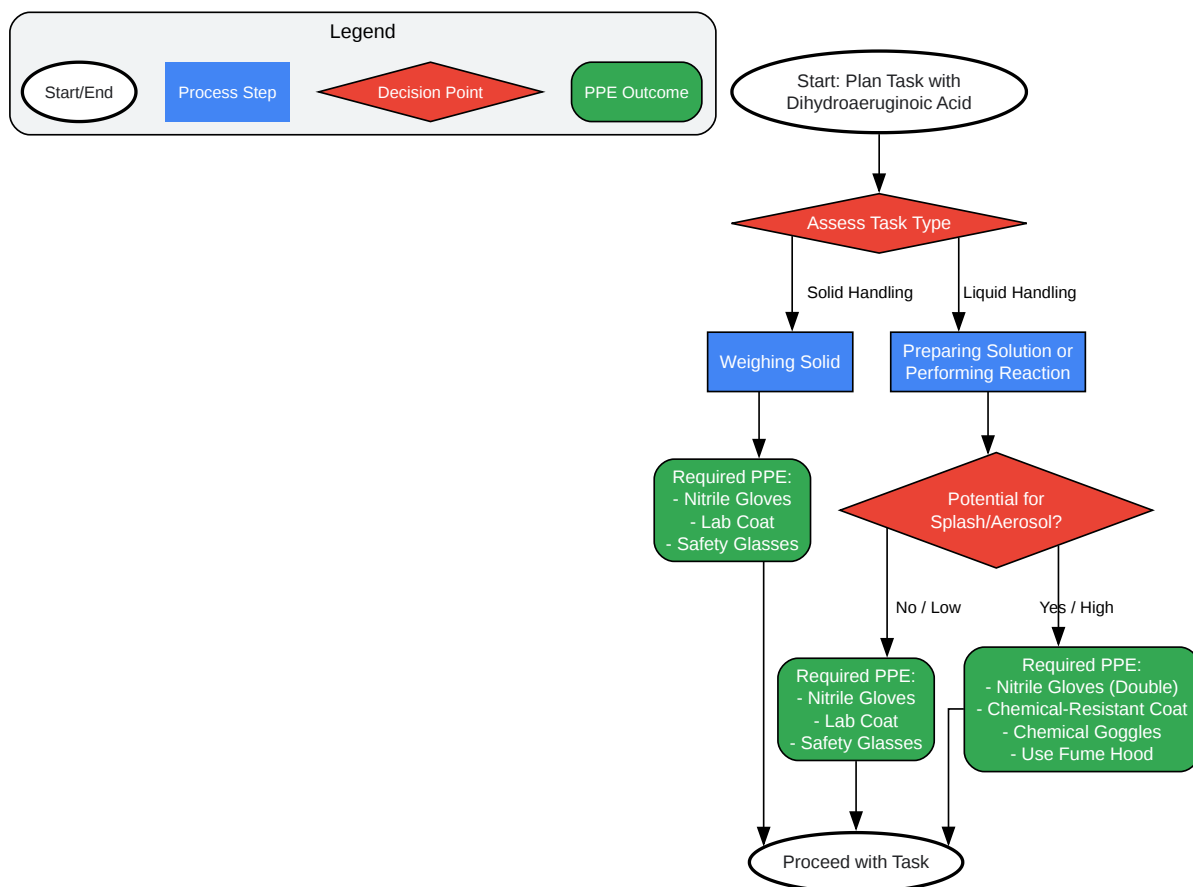 Legend
Start/End
Process Step
Decision Point
PPE Outcome
Start: Plan Task with
Dihydroaeruginoic Acid
Assess Task Type
Solid Handling
Liquid Handling
Weighing Solid
Preparing Solution or
Performing Reaction
Required PPE:
- Nitrile Gloves
- Lab Coat
- Safety Glasses
Potential for
Splash/Aerosol?
No / Low
Yes / High
Required PPE:
- Nitrile Gloves
- Lab Coat
- Safety Glasses
Required PPE:
- Nitrile Gloves (Double)
- Chemical-Resistant Coat
- Chemical Goggles
- Use Fume Hood
Proceed with Task